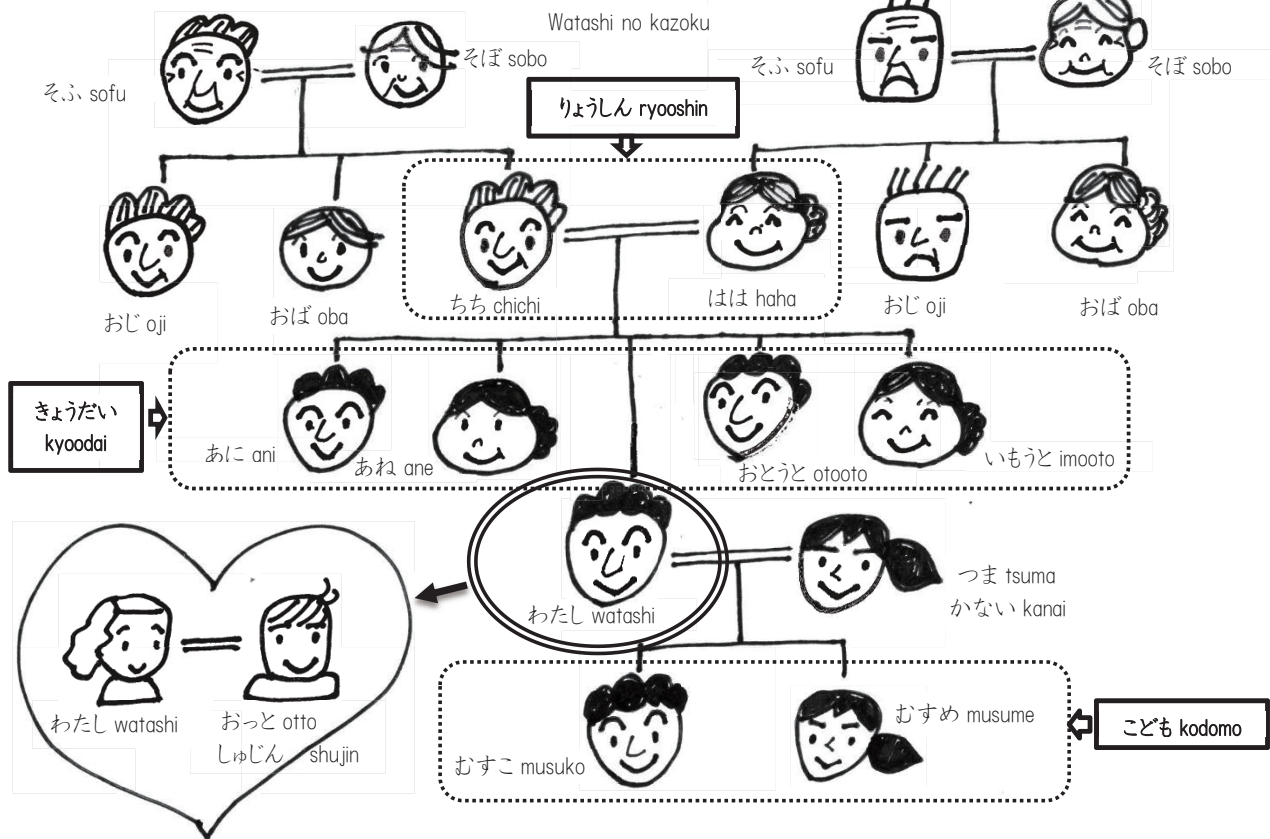 Watashi no kazoku
そふ sofu
そぼ sobo
そふ sofu
そぼ sobo
りょうしん ryooshin
おじ oji
おば oba
ちち chichi
はは haha
おじ oji
おば oba
きょうだい
kyoodai
あに ani
あね ane
おとうと otooto
いもうと imooto
わたし watashi
つま tsuma
かない kanai
わたし watashi
おっと otto
しゅじん shujin
むすこ musuko
むすめ musume
こども kodomo